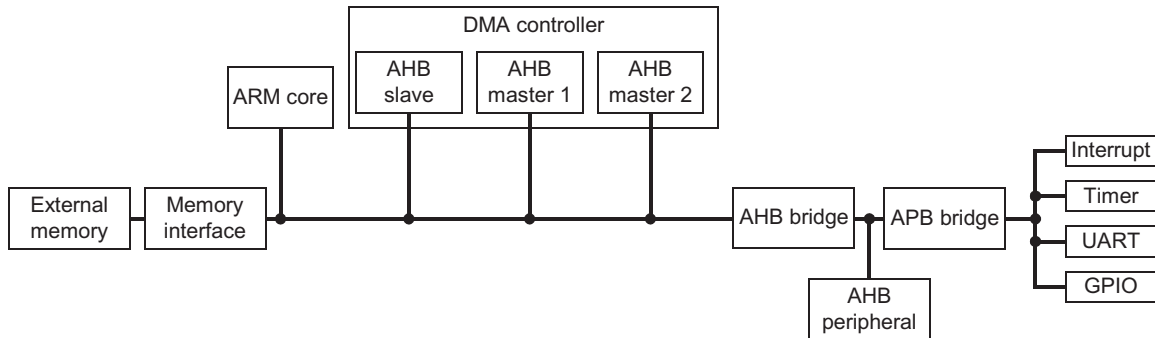 DMA controller
AHB
slave
AHB
master 1
AHB
master 2
ARM core
External
memory
Memory
interface
AHB bridge
APB bridge
AHB
peripheral
Interrupt
Timer
UART
GPIO